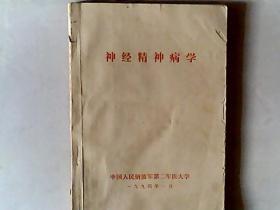 神经精神病学
中国人民解放军第二军医大学
一九九四年一月